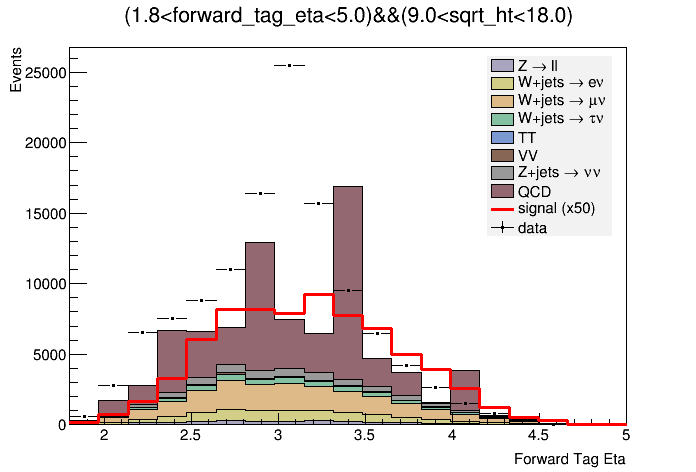 (1.8<forward_tag_eta<5.0)&&(9.0<sqrt_ht<18.0)
Events
25000
20000
15000
10000
5000
0
Z → ll
W+jets → eν
W+jets → μν
W+jets → τν
TT
VV
Z+jets → νν
QCD
signal (x50)
data
2 2.5 3 3.5 4 4.5 5
Forward Tag Eta